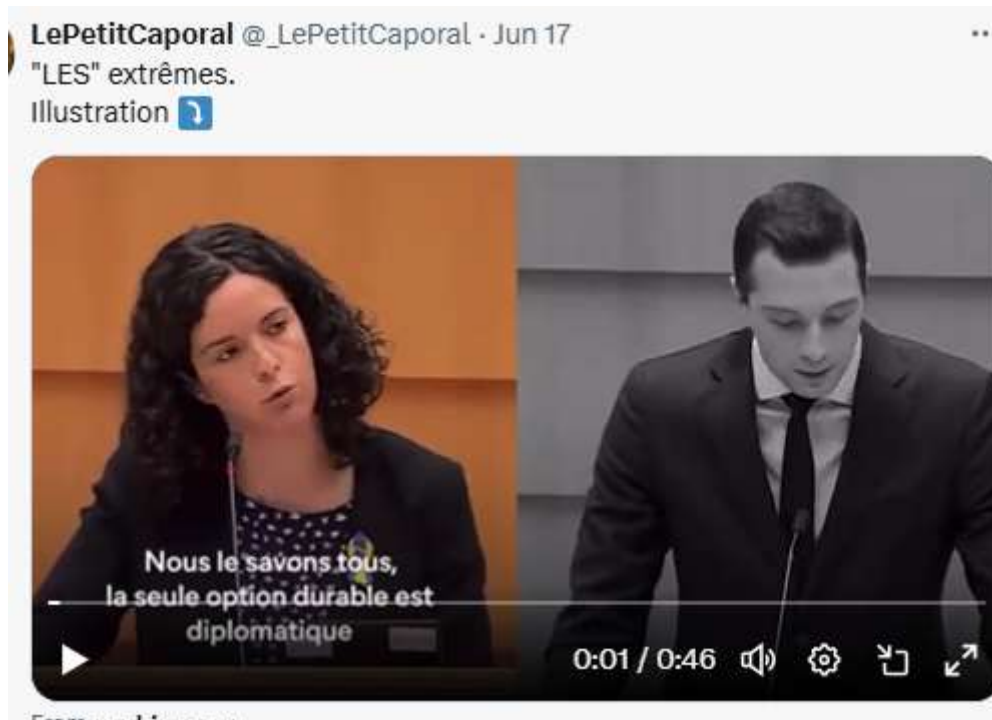 LePetitCaporal @_LePetitCaporal · Jun 17
"LES" extrêmes.
Illustration ⤵️
Nous le savons tous,
la seule option durable est
diplomatique
0:01 / 0:46